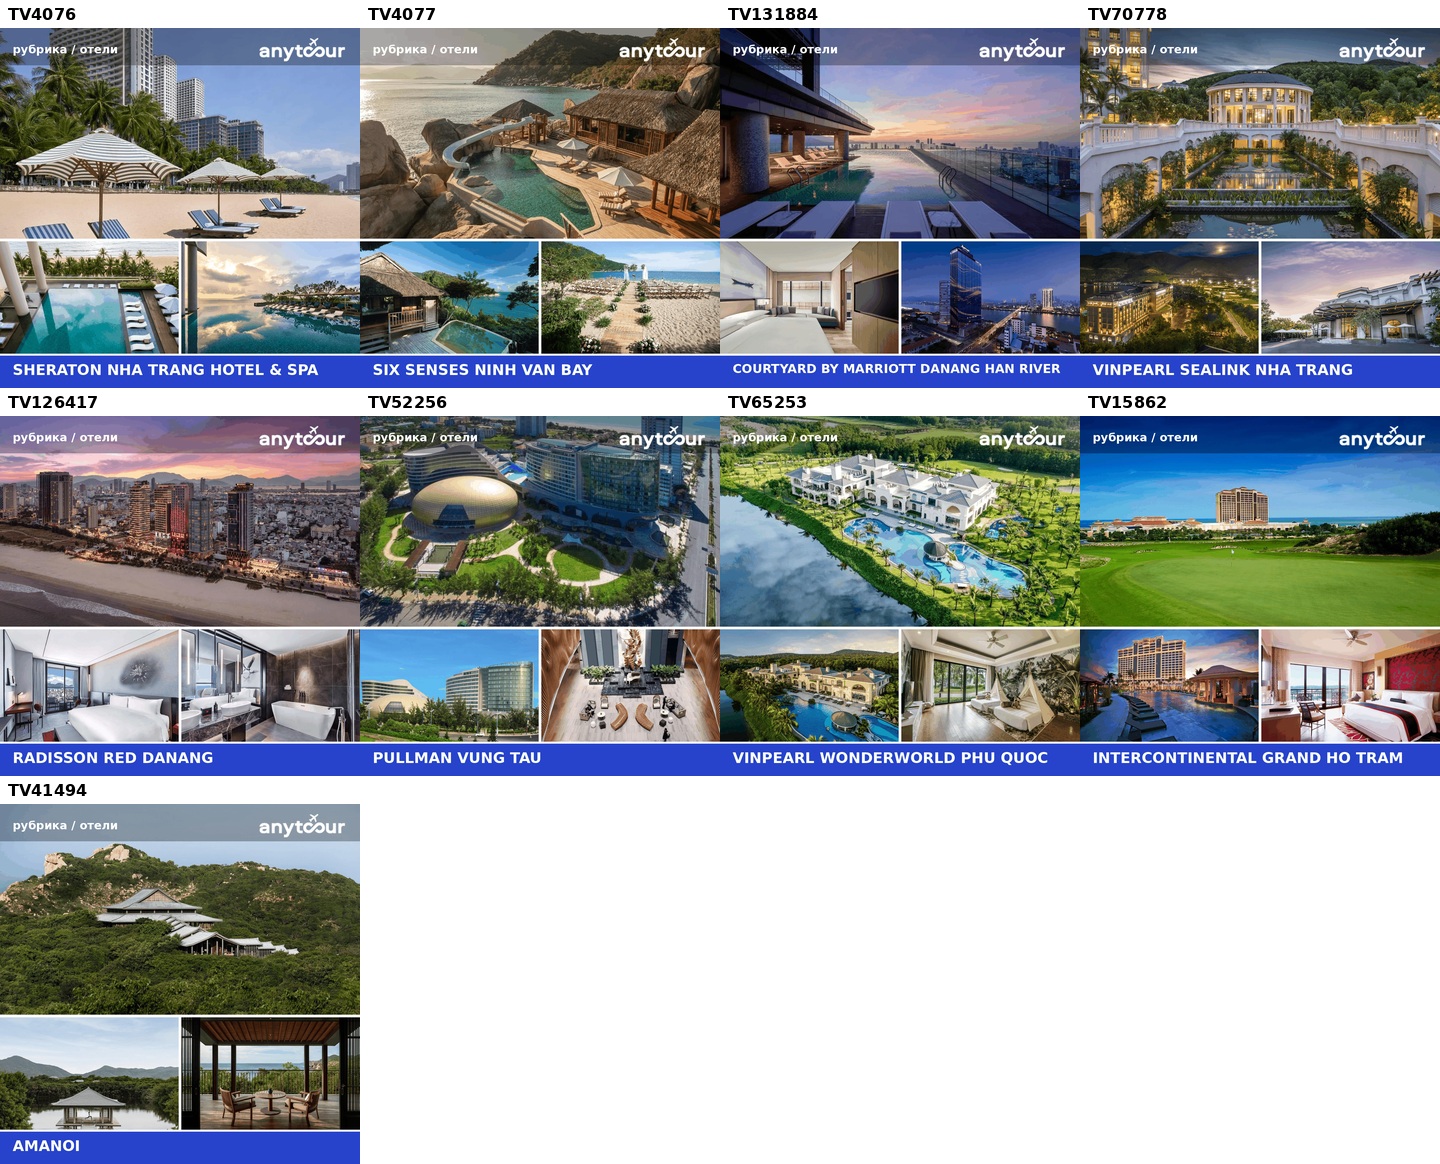 TV4076
рубрика / отели
anytour
SHERATON NHA TRANG HOTEL & SPA
TV4077
рубрика / отели
anytour
SIX SENSES NINH VAN BAY
TV131884
рубрика / отели
anytour
COURTYARD BY MARRIOTT DANANG HAN RIVER
TV70778
рубрика / отели
anytour
VINPEARL SEALINK NHA TRANG
TV126417
рубрика / отели
anytour
RADISSON RED DANANG
TV52256
рубрика / отели
anytour
PULLMAN VUNG TAU
TV65253
рубрика / отели
anytour
VINPEARL WONDERWORLD PHU QUOC
TV15862
рубрика / отели
anytour
INTERCONTINENTAL GRAND HO TRAM
TV41494
рубрика / отели
anytour
AMANOI